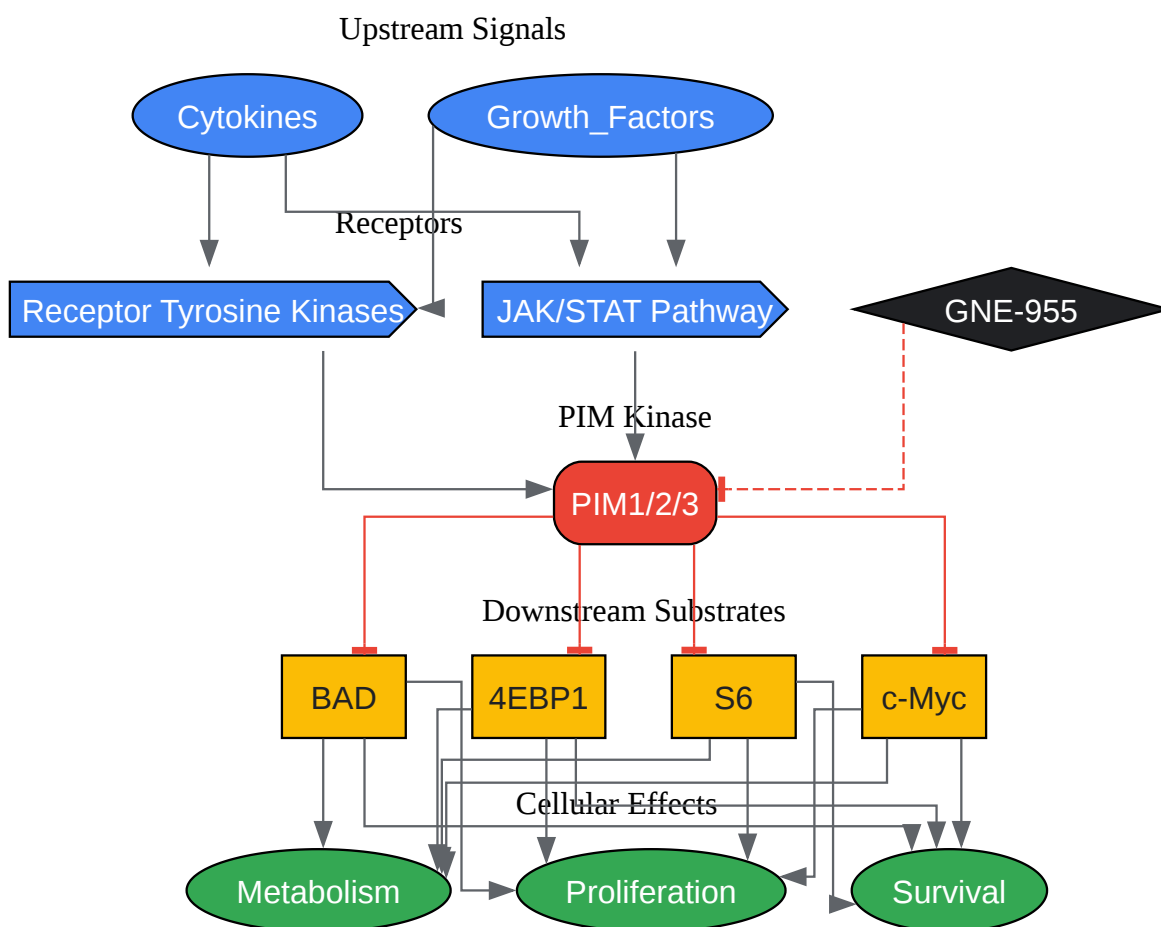 Upstream Signals
Cytokines
Growth_Factors
Receptors
Receptor Tyrosine Kinases
JAK/STAT Pathway
GNE-955
PIM Kinase
PIM1/2/3
Downstream Substrates
BAD
4EBP1
S6
c-Myc
Cellular Effects
Metabolism
Proliferation
Survival